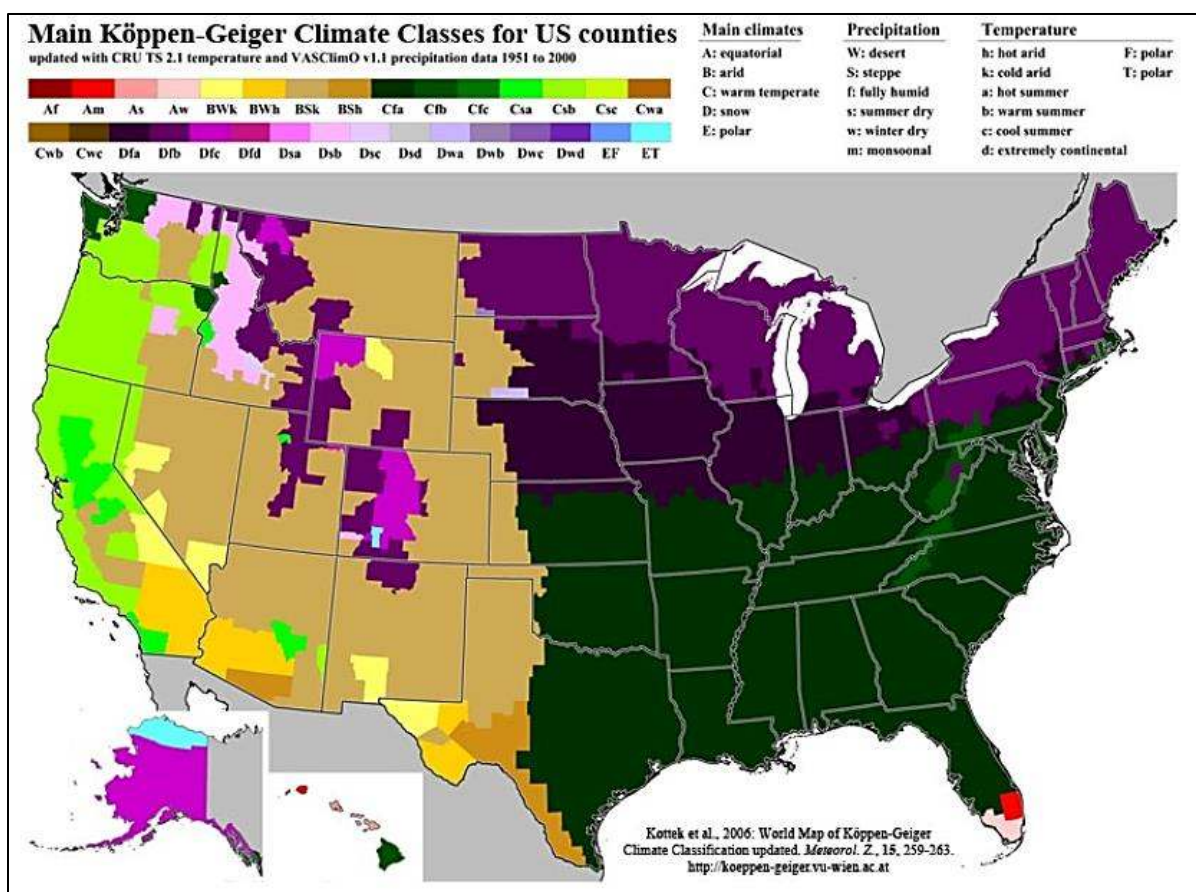 Main Köppen-Geiger Climate Classes for US counties
updated with CRU TS 2.1 temperature and VASClimO v1.1 precipitation data 1951 to 2000
Af Am As Aw BWk BWh BSk BSh Cfa Cfb Cfc Csa Csb Csc Cwa
Cwb Cwc Dfa Dfb Dfc Dfd Dsa Dsb Dsc Dsd Dwa Dwb Dwc Dwd EF ET
Main climates
A: equatorial
B: arid
C: warm temperate
D: snow
E: polar
Precipitation
W: desert
S: steppe
f: fully humid
s: summer dry
w: winter dry
m: monsoonal
Temperature
h: hot arid F: polar
k: cold arid T: polar
a: hot summer
b: warm summer
c: cool summer
d: extremely continental
Kottek et al., 2006: World Map of Köppen-Geiger
Climate Classification updated. Meteorol. Z., 15, 259-263.
http://koeppen-geiger.vu-wien.ac.at